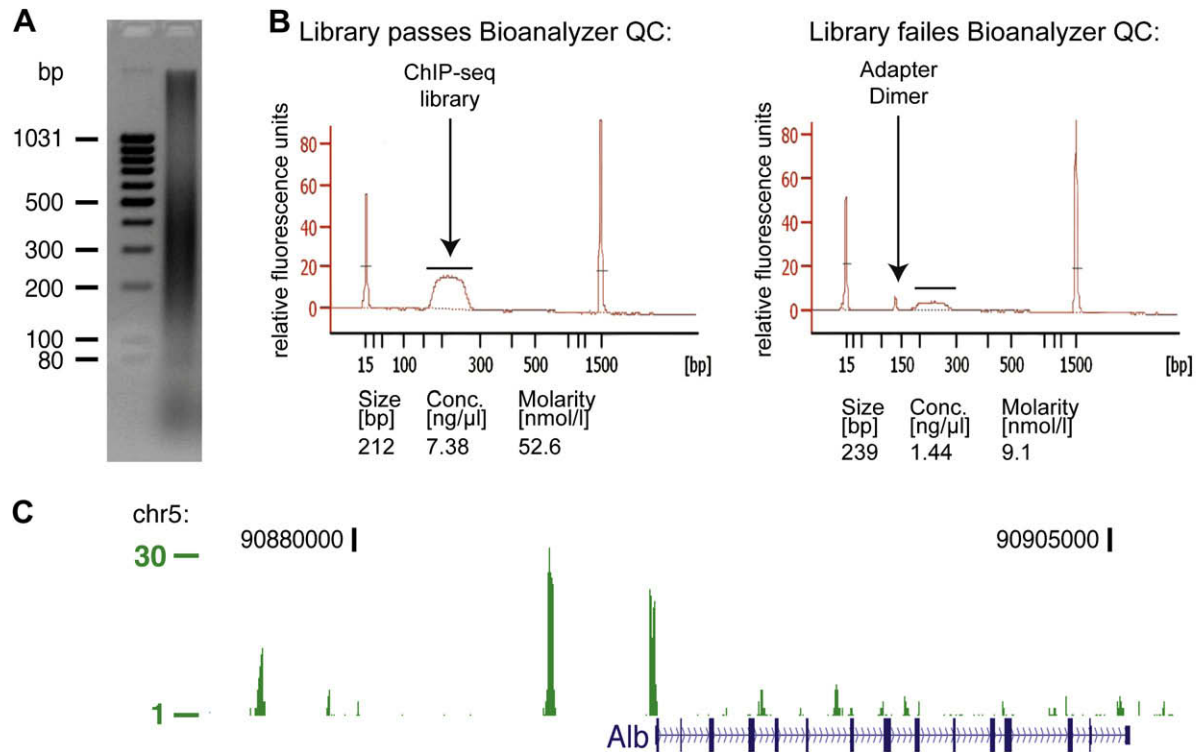 A
bp
1031
500
300
200
100
80
B
Library passes Bioanalyzer QC:
ChIP-seq
library
relative fluorescence units
80
60
40
20
0
15 100 300 500 1500 [bp]
Size Conc. Molarity
[bp] [ng/µl] [nmol/l]
212 7.38 52.6
Library failes Bioanalyzer QC:
Adapter
Dimer
relative fluorescence units
80
60
40
20
0
15 150 300 500 1500 [bp]
Size Conc. Molarity
[bp] [ng/µl] [nmol/l]
239 1.44 9.1
C
chr5:
90880000 90905000
30
1
Alb